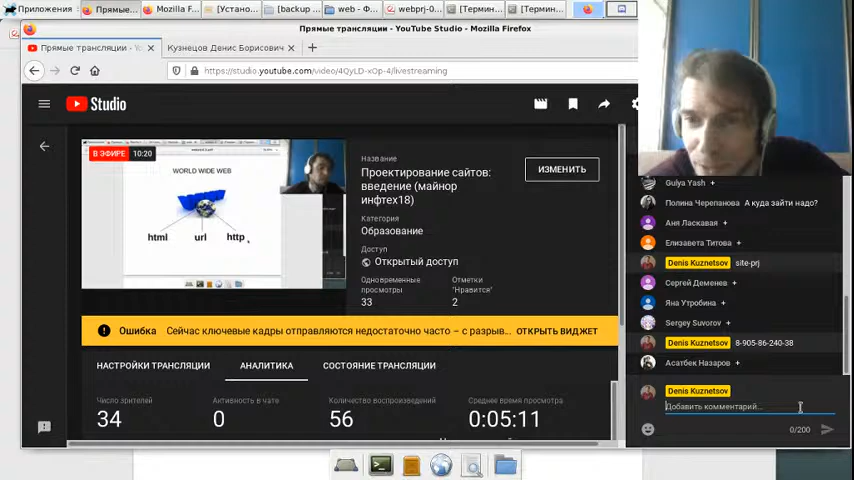 Приложения
Прямые...
Mozilla F...
[Устано...
[backup ...
web - Ф...
webprj-0...
[Термин...
[Термин...
Прямые трансляции - YouTube Studio - Mozilla Firefox
Прямые трансляции - Yo
Кузнецов Денис Борисович
https://studio.youtube.com/video/4QyLD-xOp-4/livestreaming
Studio
В ЭФИРЕ 10:20
WORLD WIDE WEB
html url http
Название
Проектирование сайтов:
введение (майнор
инфтех18)
ИЗМЕНИТЬ
Категория
Образование
Доступ
Открытый доступ
Одновременные
просмотры
33
Отметки
"Нравится"
2
Ошибка Сейчас ключевые кадры отправляются недостаточно часто – с разрыв... ОТКРЫТЬ ВИДЖЕТ
НАСТРОЙКИ ТРАНСЛЯЦИИ АНАЛИТИКА СОСТОЯНИЕ ТРАНСЛЯЦИИ
Число зрителей
34
Активность в чате
0
Количество воспроизведений
56
Среднее время просмотра
0:05:11
Gulya Yash +
Полина Черепанова А куда зайти надо?
Аня Ласкавая +
Елизавета Титова +
Denis Kuznetsov site-prj
Сергей Деменев +
Яна Утробина +
Sergey Suvorov +
Denis Kuznetsov 8-905-86-240-38
Асатбек Назаров +
Denis Kuznetsov
Добавить комментарий...
0/200